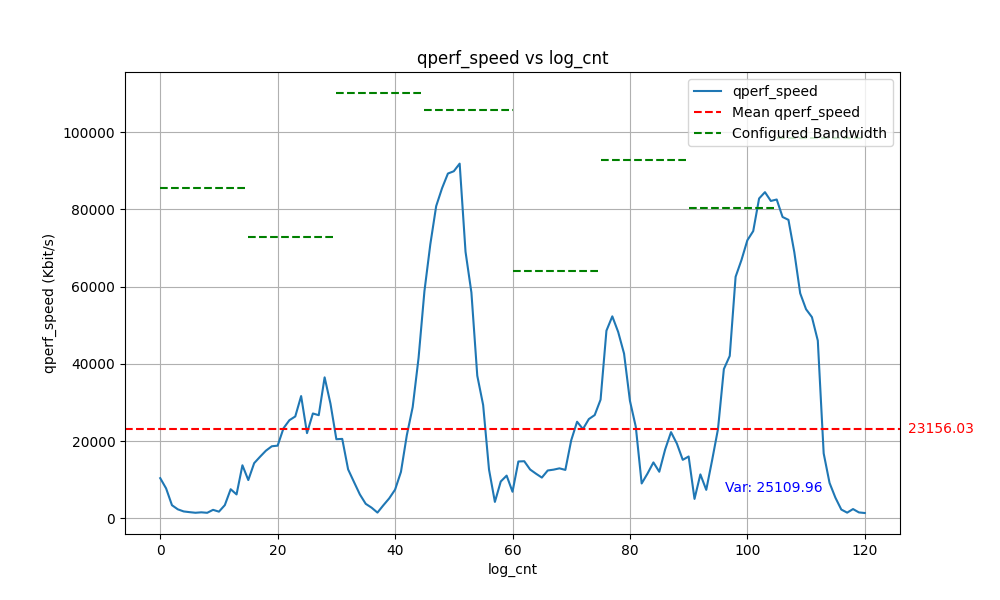 qperf_speed vs log_cnt
qperf_speed
Mean qperf_speed
Configured Bandwidth
qperf_speed (Kbit/s)
100000
80000
60000
40000
20000
0
23156.03
Var: 25109.96
0 20 40 60 80 100 120
log_cnt